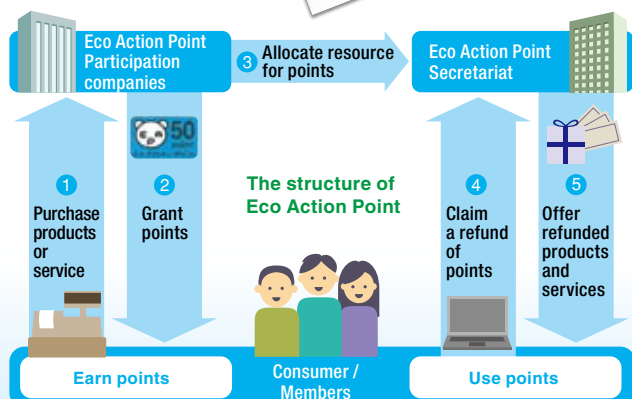 Eco Action Point
Participation
companies
3 Allocate resource
for points
Eco Action Point
Secretariat
50
1
Purchase
products
or
service
2
Grant
points
The structure of
Eco Action Point
4
Claim
a refund
of
points
5
Offer
refunded
products
and
services
Earn points
Consumer /
Members
Use points